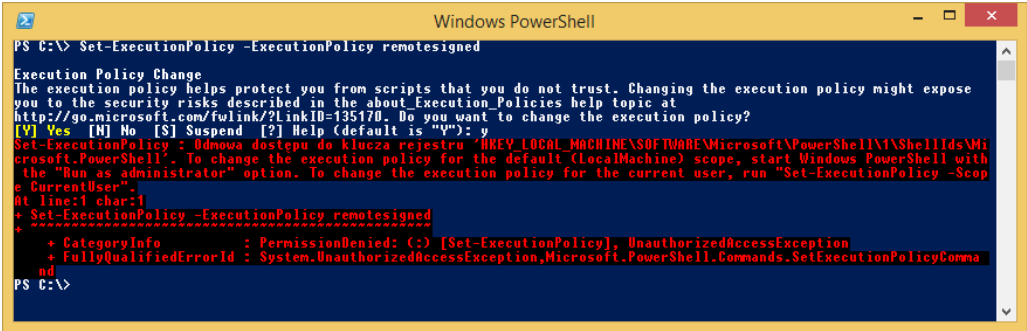 Windows PowerShell
PS C:\> Set-ExecutionPolicy -ExecutionPolicy remotesigned
Execution Policy Change
The execution policy helps protect you from scripts that you do not trust. Changing the execution policy might expose
you to the security risks described in the about_Execution_Policies help topic at
http://go.microsoft.com/fwlink/?LinkID=135170. Do you want to change the execution policy?
[Y] Yes  [N] No  [S] Suspend  [?] Help (default is "Y"): y
Set-ExecutionPolicy : Odmowa dostępu do klucza rejestru 'HKEY_LOCAL_MACHINE\SOFTWARE\Microsoft\PowerShell\1\ShellIds\Mi
crosoft.PowerShell'. To change the execution policy for the default (LocalMachine) scope, start Windows PowerShell with
 the "Run as administrator" option. To change the execution policy for the current user, run "Set-ExecutionPolicy -Scop
e CurrentUser".
At line:1 char:1
+ Set-ExecutionPolicy -ExecutionPolicy remotesigned
+ ~~~~~~~~~~~~~~~~~~~~~~~~~~~~~~~~~~~~~~~~~~~~~~~~~
    + CategoryInfo          : PermissionDenied: (:) [Set-ExecutionPolicy], UnauthorizedAccessException
    + FullyQualifiedErrorId : System.UnauthorizedAccessException,Microsoft.PowerShell.Commands.SetExecutionPolicyComma
   nd
PS C:\>